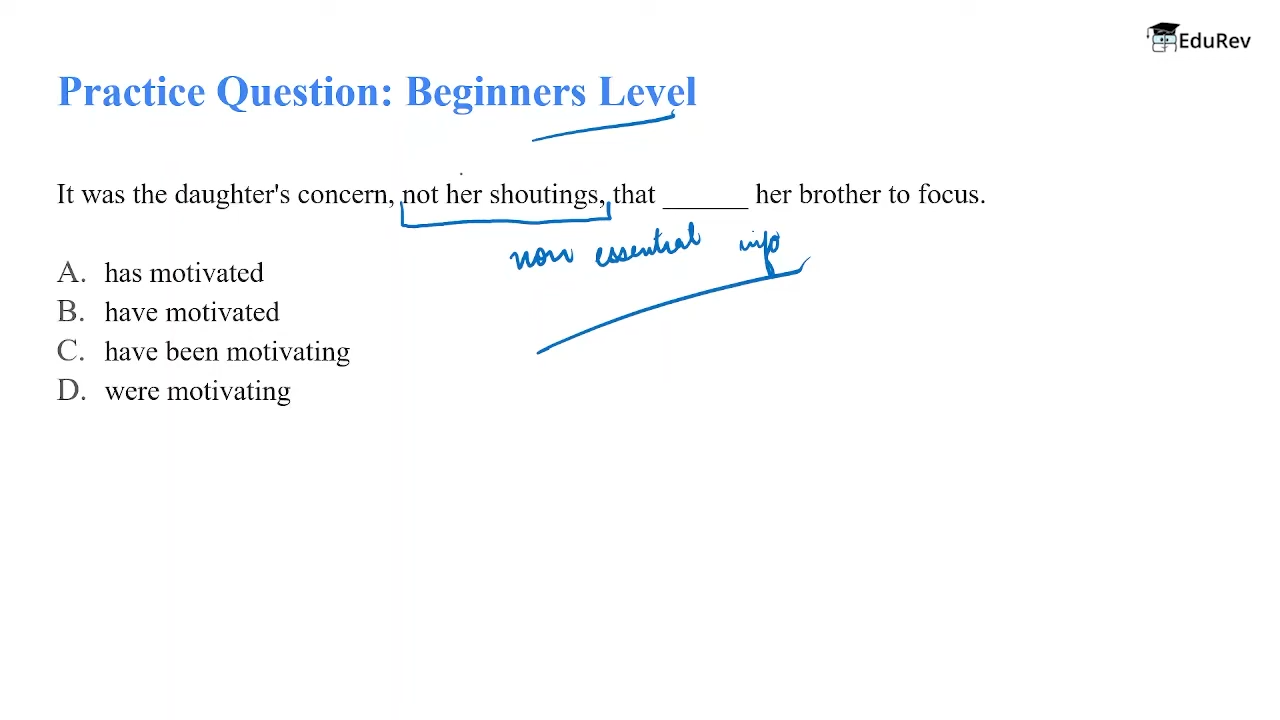 EduRev
Practice Question: Beginners Level
It was the daughter's concern, not her shoutings, that ______ her brother to focus.
non essential info
A. has motivated
B. have motivated
C. have been motivating
D. were motivating